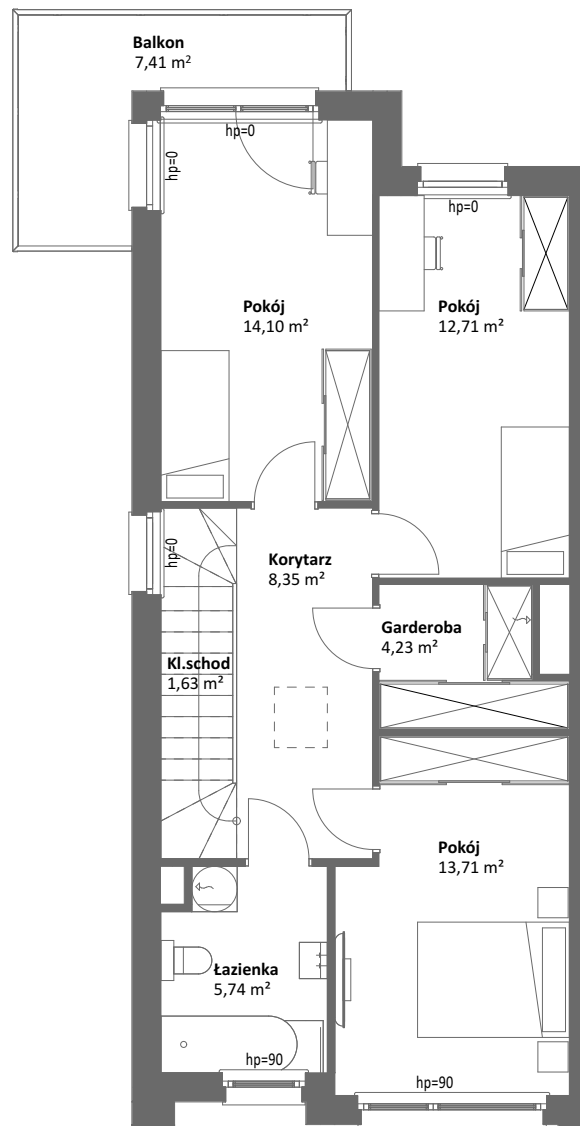 Balkon
7,41 m²
hp=0
hp=0
hp=0
Pokój
14,10 m²
Pokój
12,71 m²
hp=0
Korytarz
8,35 m²
Garderoba
4,23 m²
Kl.schod
1,63 m²
Pokój
13,71 m²
Łazienka
5,74 m²
hp=90
hp=90